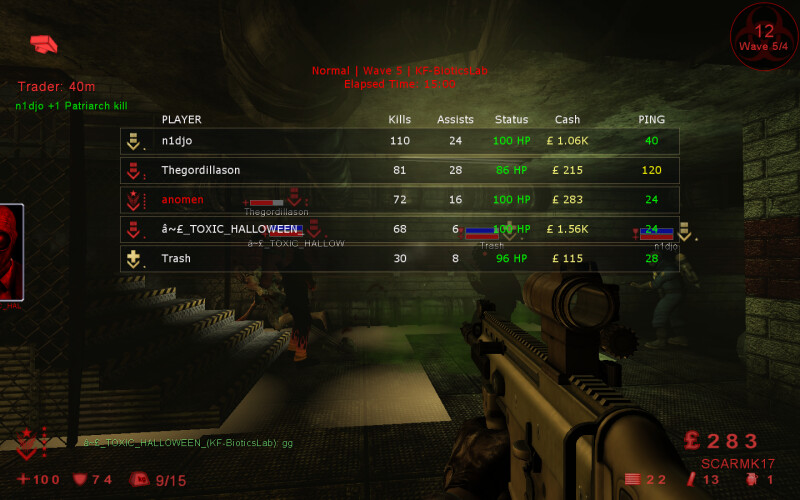 12
Wave 5/4
Normal | Wave 5 | KF-BioticsLab
Elapsed Time: 15:00
Trader: 40m
n1djo +1 Patriarch kill
PLAYER Kills Assists Status Cash PING
n1djo 110 24 100 HP £ 1.06K 40
Thegordillason 81 28 86 HP £ 215 120
anomen 72 16 100 HP £ 283 24
Thegordillason
â~£_TOXIC_HALLOWEEN_ 68 6 100 HP £ 1.56K 24
â~£_TOXIC_HALLOW
Trash
n1djo
Trash 30 8 96 HP £ 115 28
â~£_TOXIC_HALLOWEEN_(KF-BioticsLab): gg
£283
SCARMK17
+100 74 9/15 22 13 1